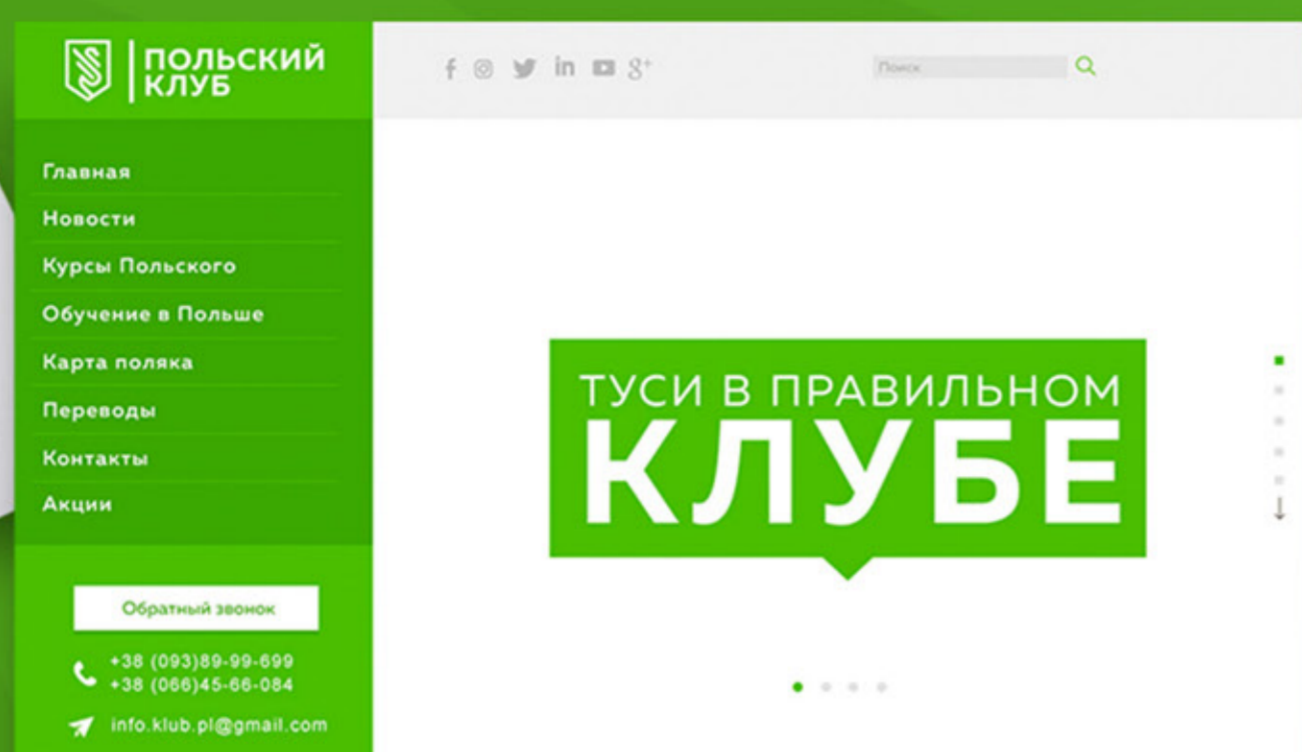 ПОЛЬСКИЙ
КЛУБ
Поиск
Главная
Новости
Курсы Польского
Обучение в Польше
Карта поляка
Переводы
Контакты
Акции
Обратный звонок
+38 (093)89-99-699
+38 (066)45-66-084
info.klub.pl@gmail.com
ТУСИ В ПРАВИЛЬНОМ
КЛУБЕ